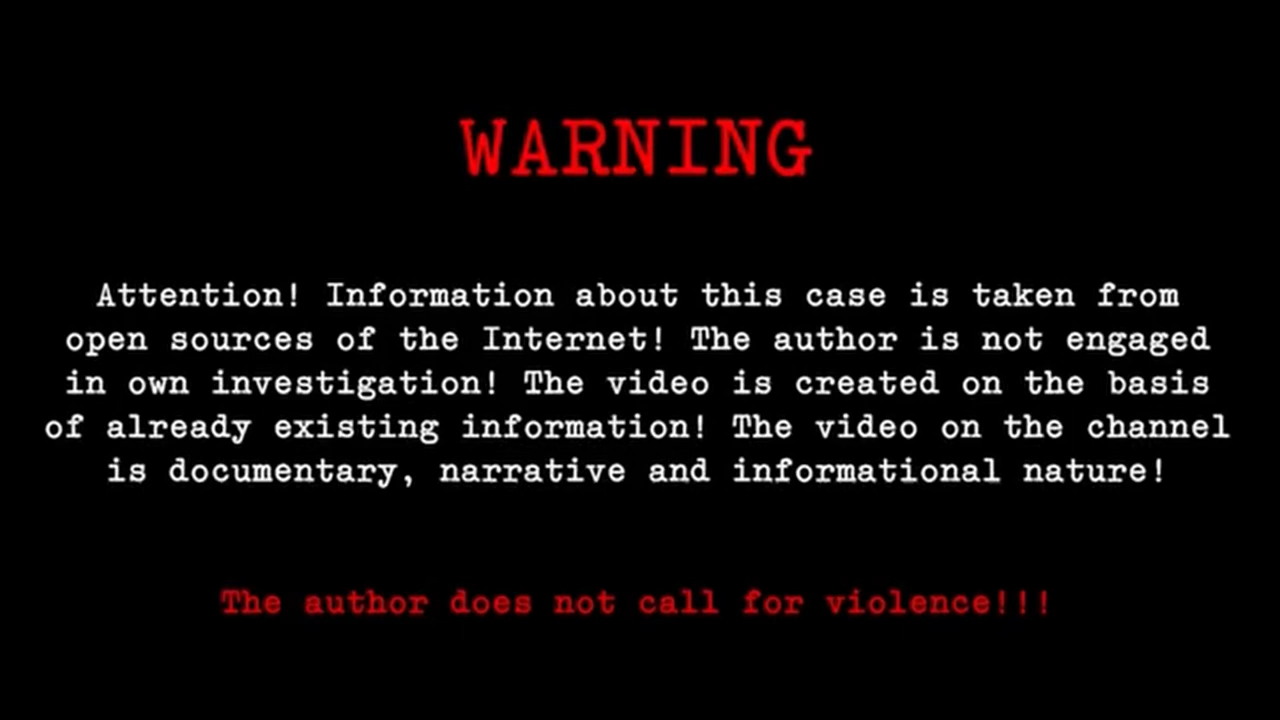 WARNING
Attention! Information about this case is taken from
open sources of the Internet! The author is not engaged
in own investigation! The video is created on the basis
of already existing information! The video on the channel
is documentary, narrative and informational nature!
The author does not call for violence!!!